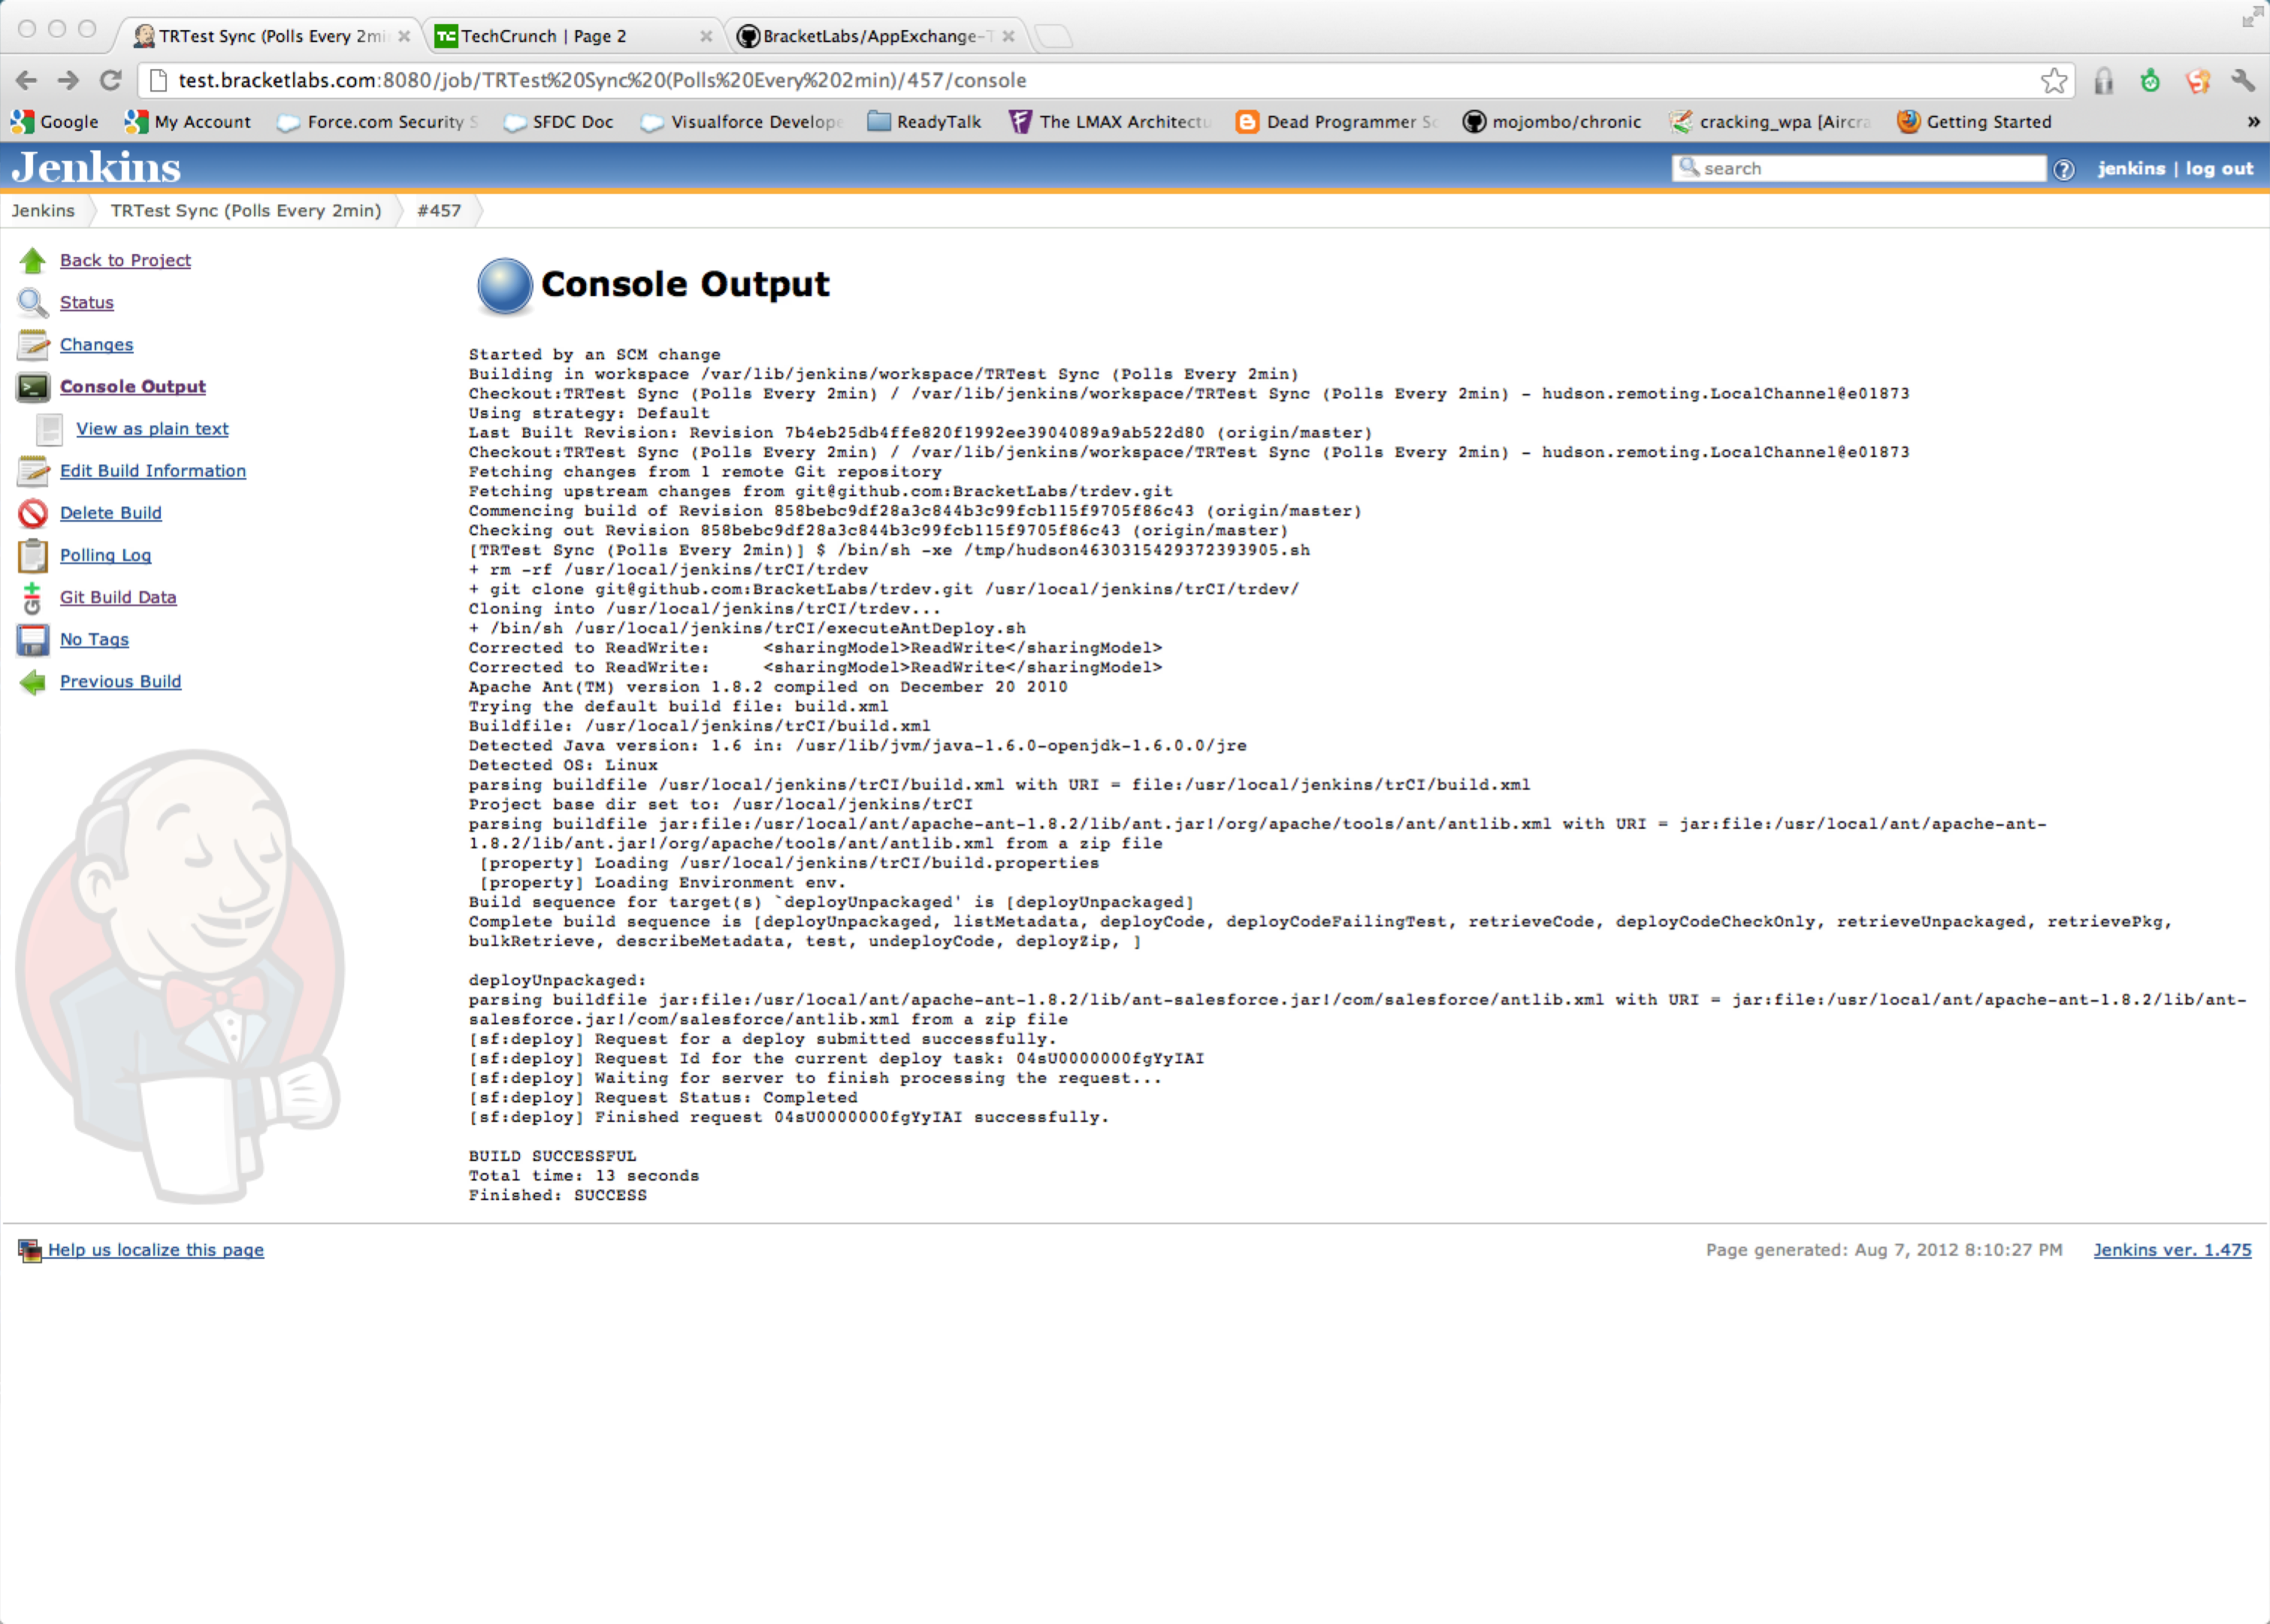 TRTest Sync (Polls Every 2mi
TechCrunch | Page 2
BracketLabs/AppExchange-T
test.bracketlabs.com:8080/job/TRTest%20Sync%20(Polls%20Every%202min)/457/console
Google My Account Force.com Security S SFDC Doc Visualforce Develope ReadyTalk The LMAX Architectu Dead Programmer So mojombo/chronic cracking_wpa [Aircra Getting Started »
Jenkins search jenkins | log out
Jenkins TRTest Sync (Polls Every 2min) #457
Back to Project
Status
Changes
Console Output
View as plain text
Edit Build Information
Delete Build
Polling Log
Git Build Data
No Tags
Previous Build
Console Output
Started by an SCM change
Building in workspace /var/lib/jenkins/workspace/TRTest Sync (Polls Every 2min)
Checkout:TRTest Sync (Polls Every 2min) / /var/lib/jenkins/workspace/TRTest Sync (Polls Every 2min) - hudson.remoting.LocalChannel@e01873
Using strategy: Default
Last Built Revision: Revision 7b4eb25db4ffe820f1992ee3904089a9ab522d80 (origin/master)
Checkout:TRTest Sync (Polls Every 2min) / /var/lib/jenkins/workspace/TRTest Sync (Polls Every 2min) - hudson.remoting.LocalChannel@e01873
Fetching changes from 1 remote Git repository
Fetching upstream changes from git@github.com:BracketLabs/trdev.git
Commencing build of Revision 858bebc9df28a3c844b3c99fcb115f9705f86c43 (origin/master)
Checking out Revision 858bebc9df28a3c844b3c99fcb115f9705f86c43 (origin/master)
[TRTest Sync (Polls Every 2min)] $ /bin/sh -xe /tmp/hudson4630315429372393905.sh
+ rm -rf /usr/local/jenkins/trCI/trdev
+ git clone git@github.com:BracketLabs/trdev.git /usr/local/jenkins/trCI/trdev/
Cloning into /usr/local/jenkins/trCI/trdev...
+ /bin/sh /usr/local/jenkins/trCI/executeAntDeploy.sh
Corrected to ReadWrite: <sharingModel>ReadWrite</sharingModel>
Corrected to ReadWrite: <sharingModel>ReadWrite</sharingModel>
Apache Ant(TM) version 1.8.2 compiled on December 20 2010
Trying the default build file: build.xml
Buildfile: /usr/local/jenkins/trCI/build.xml
Detected Java version: 1.6 in: /usr/lib/jvm/java-1.6.0-openjdk-1.6.0.0/jre
Detected OS: Linux
parsing buildfile /usr/local/jenkins/trCI/build.xml with URI = file:/usr/local/jenkins/trCI/build.xml
Project base dir set to: /usr/local/jenkins/trCI
parsing buildfile jar:file:/usr/local/ant/apache-ant-1.8.2/lib/ant.jar!/org/apache/tools/ant/antlib.xml with URI = jar:file:/usr/local/ant/apache-ant-
1.8.2/lib/ant.jar!/org/apache/tools/ant/antlib.xml from a zip file
[property] Loading /usr/local/jenkins/trCI/build.properties
[property] Loading Environment env.
Build sequence for target(s) `deployUnpackaged' is [deployUnpackaged]
Complete build sequence is [deployUnpackaged, listMetadata, deployCode, deployCodeFailingTest, retrieveCode, deployCodeCheckOnly, retrieveUnpackaged, retrievePkg,
bulkRetrieve, describeMetadata, test, undeployCode, deployZip, ]
deployUnpackaged:
parsing buildfile jar:file:/usr/local/ant/apache-ant-1.8.2/lib/ant-salesforce.jar!/com/salesforce/antlib.xml with URI = jar:file:/usr/local/ant/apache-ant-1.8.2/lib/ant-
salesforce.jar!/com/salesforce/antlib.xml from a zip file
[sf:deploy] Request for a deploy submitted successfully.
[sf:deploy] Request Id for the current deploy task: 04sU0000000fgYyIAI
[sf:deploy] Waiting for server to finish processing the request...
[sf:deploy] Request Status: Completed
[sf:deploy] Finished request 04sU0000000fgYyIAI successfully.
BUILD SUCCESSFUL
Total time: 13 seconds
Finished: SUCCESS
Help us localize this page
Page generated: Aug 7, 2012 8:10:27 PM Jenkins ver. 1.475